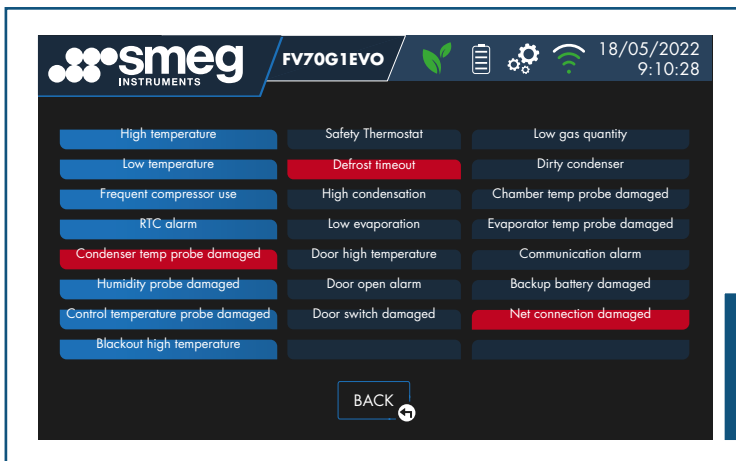 smeg
INSTRUMENTS
FV70G1EVO
18/05/2022
9:10:28
High temperature
Low temperature
Frequent compressor use
RTC alarm
Condenser temp probe damaged
Humidity probe damaged
Control temperature probe damaged
Blackout high temperature
Safety Thermostat
Defrost timeout
High condensation
Low evaporation
Door high temperature
Door open alarm
Door switch damaged
Low gas quantity
Dirty condenser
Chamber temp probe damaged
Evaporator temp probe damaged
Communication alarm
Backup battery damaged
Net connection damaged
BACK